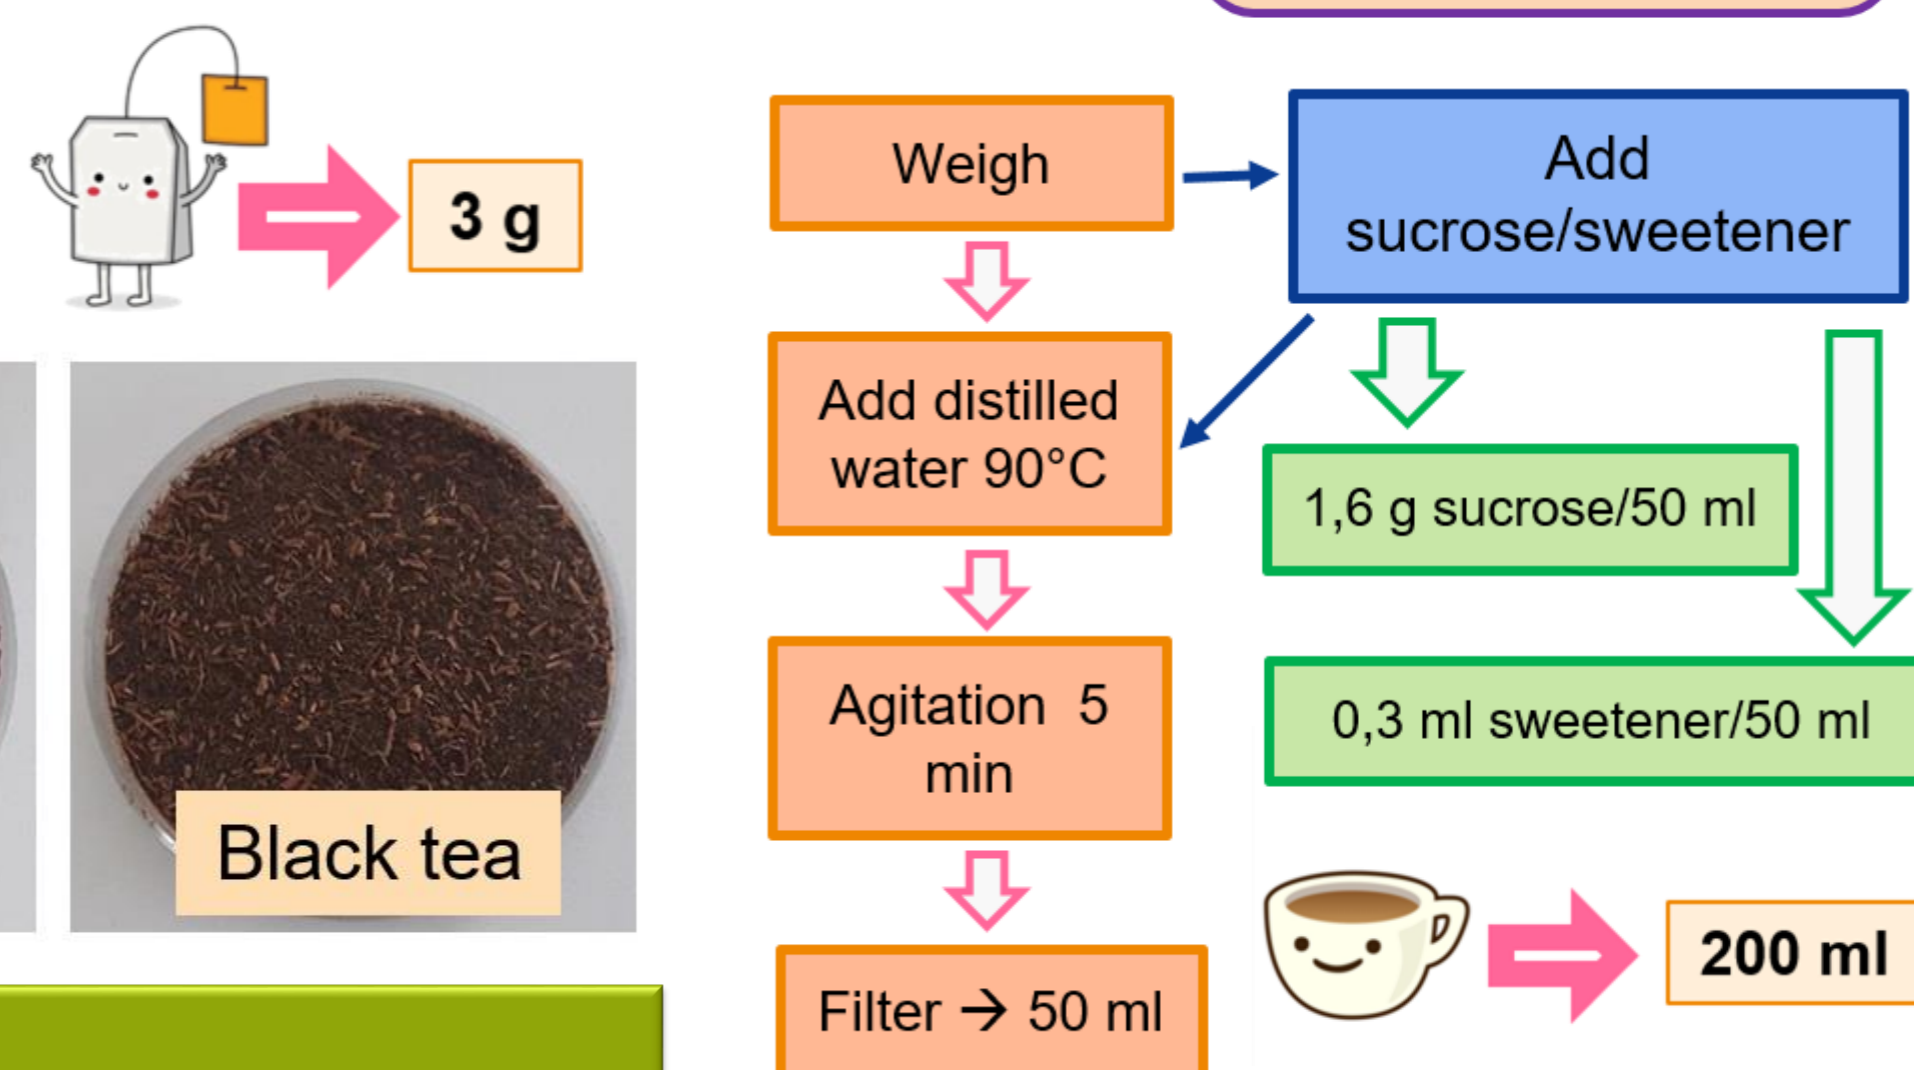 3 g
Black tea
Weigh
Add
sucrose/sweetener
Add distilled
water 90°C
1,6 g sucrose/50 ml
Agitation  5
min
0,3 ml sweetener/50 ml
Filter → 50 ml
200 ml